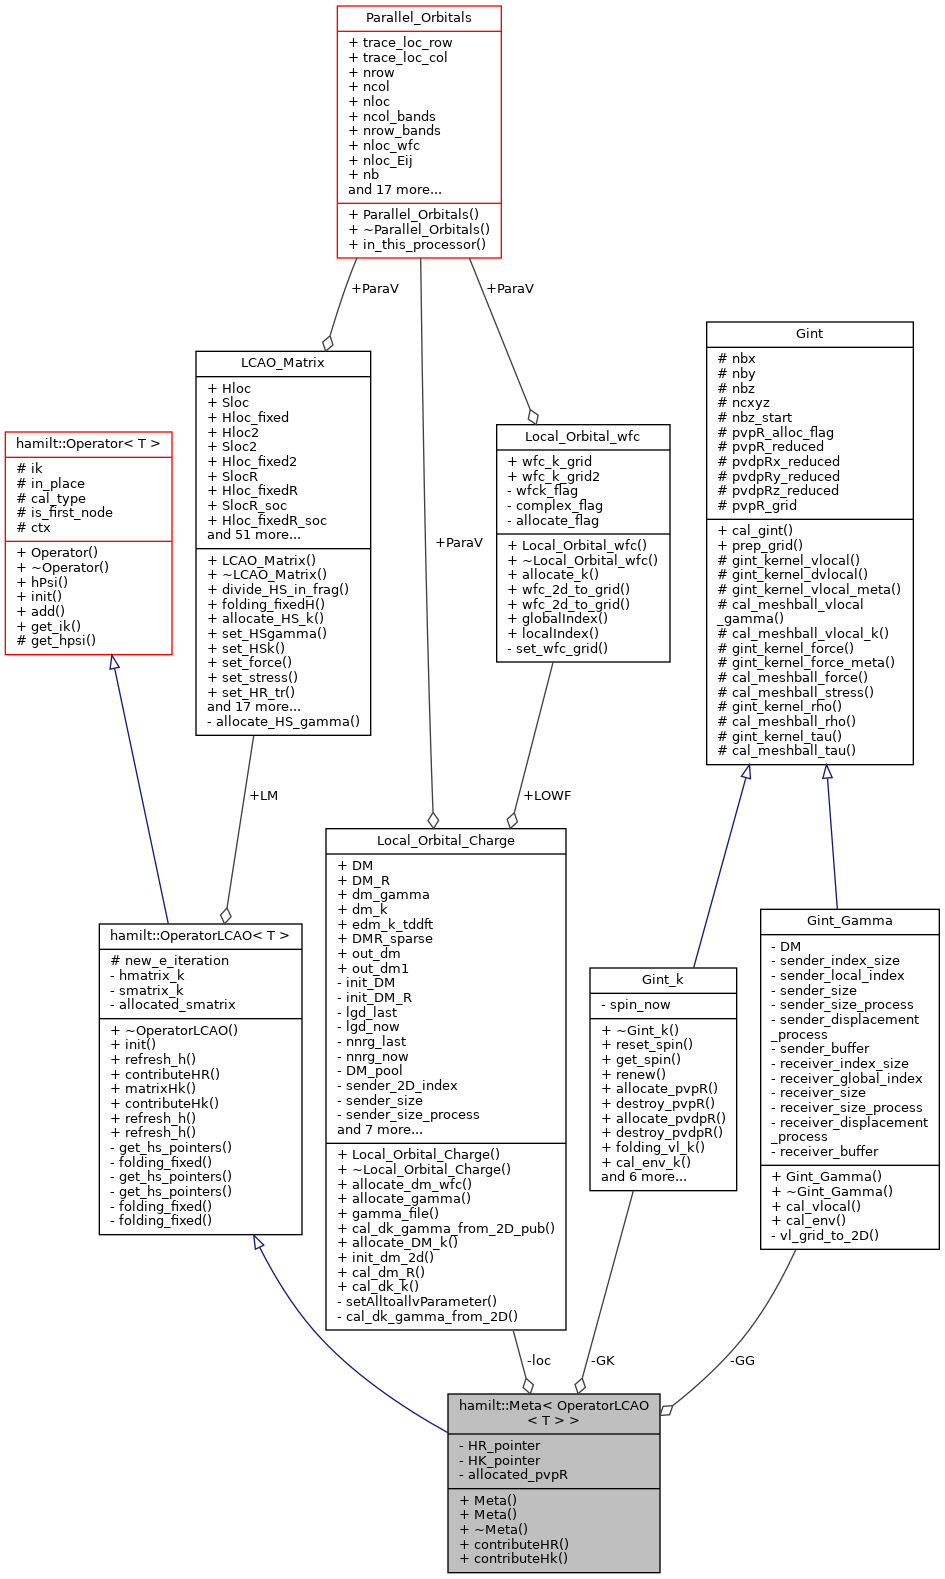 Parallel_Orbitals
+ trace_loc_row
+ trace_loc_col
+ nrow
+ ncol
+ nloc
+ ncol_bands
+ nrow_bands
+ nloc_wfc
+ nloc_Eij
+ nb
and 17 more...
+ Parallel_Orbitals()
+ ~Parallel_Orbitals()
+ in_this_processor()
+ParaV
+ParaV
+ParaV
LCAO_Matrix
+ Hloc
+ Sloc
+ Hloc_fixed
+ Hloc2
+ Sloc2
+ Hloc_fixed2
+ SlocR
+ Hloc_fixedR
+ SlocR_soc
+ Hloc_fixedR_soc
and 51 more...
+ LCAO_Matrix()
+ ~LCAO_Matrix()
+ divide_HS_in_frag()
+ folding_fixedH()
+ allocate_HS_k()
+ set_HSgamma()
+ set_HSk()
+ set_force()
+ set_stress()
+ set_HR_tr()
and 17 more...
- allocate_HS_gamma()
Local_Orbital_wfc
+ wfc_k_grid
+ wfc_k_grid2
- wfck_flag
- complex_flag
- allocate_flag
+ Local_Orbital_wfc()
+ ~Local_Orbital_wfc()
+ allocate_k()
+ wfc_2d_to_grid()
+ wfc_2d_to_grid()
+ globalIndex()
+ localIndex()
- set_wfc_grid()
Gint
# nbx
# nby
# nbz
# ncxyz
# nbz_start
# pvpR_alloc_flag
# pvpR_reduced
# pvdpRx_reduced
# pvdpRy_reduced
# pvdpRz_reduced
# pvpR_grid
+ cal_gint()
+ prep_grid()
# gint_kernel_vlocal()
# gint_kernel_dvlocal()
# gint_kernel_vlocal_meta()
# cal_meshball_vlocal
_gamma()
# cal_meshball_vlocal_k()
# gint_kernel_force()
# gint_kernel_force_meta()
# cal_meshball_force()
# cal_meshball_stress()
# gint_kernel_rho()
# cal_meshball_rho()
# gint_kernel_tau()
# cal_meshball_tau()
hamilt::Operator< T >
# ik
# in_place
# cal_type
# is_first_node
# ctx
+ Operator()
+ ~Operator()
+ hPsi()
+ init()
+ add()
+ get_ik()
# get_hpsi()
+LM
+LOWF
hamilt::OperatorLCAO< T >
# new_e_iteration
- hmatrix_k
- smatrix_k
- allocated_smatrix
+ ~OperatorLCAO()
+ init()
+ refresh_h()
+ contributeHR()
+ matrixHk()
+ contributeHk()
+ refresh_h()
+ refresh_h()
- get_hs_pointers()
- folding_fixed()
- get_hs_pointers()
- get_hs_pointers()
- folding_fixed()
- folding_fixed()
Local_Orbital_Charge
+ DM
+ DM_R
+ dm_gamma
+ dm_k
+ edm_k_tddft
+ DMR_sparse
+ out_dm
+ out_dm1
- init_DM
- init_DM_R
- lgd_last
- lgd_now
- nnrg_last
- nnrg_now
- DM_pool
- sender_2D_index
- sender_size
- sender_size_process
and 7 more...
+ Local_Orbital_Charge()
+ ~Local_Orbital_Charge()
+ allocate_dm_wfc()
+ allocate_gamma()
+ gamma_file()
+ cal_dk_gamma_from_2D_pub()
+ allocate_DM_k()
+ init_dm_2d()
+ cal_dm_R()
+ cal_dk_k()
- setAlltoallvParameter()
- cal_dk_gamma_from_2D()
Gint_k
- spin_now
+ ~Gint_k()
+ reset_spin()
+ get_spin()
+ renew()
+ allocate_pvpR()
+ destroy_pvpR()
+ allocate_pvdpR()
+ destroy_pvdpR()
+ folding_vl_k()
+ cal_env_k()
and 6 more...
Gint_Gamma
- DM
- sender_index_size
- sender_local_index
- sender_size
- sender_size_process
- sender_displacement
_process
- sender_buffer
- receiver_index_size
- receiver_global_index
- receiver_size
- receiver_size_process
- receiver_displacement
_process
- receiver_buffer
+ Gint_Gamma()
+ ~Gint_Gamma()
+ cal_vlocal()
+ cal_env()
- vl_grid_to_2D()
-loc
-GK
-GG
hamilt::Meta< OperatorLCAO
< T > >
- HR_pointer
- HK_pointer
- allocated_pvpR
+ Meta()
+ Meta()
+ ~Meta()
+ contributeHR()
+ contributeHk()